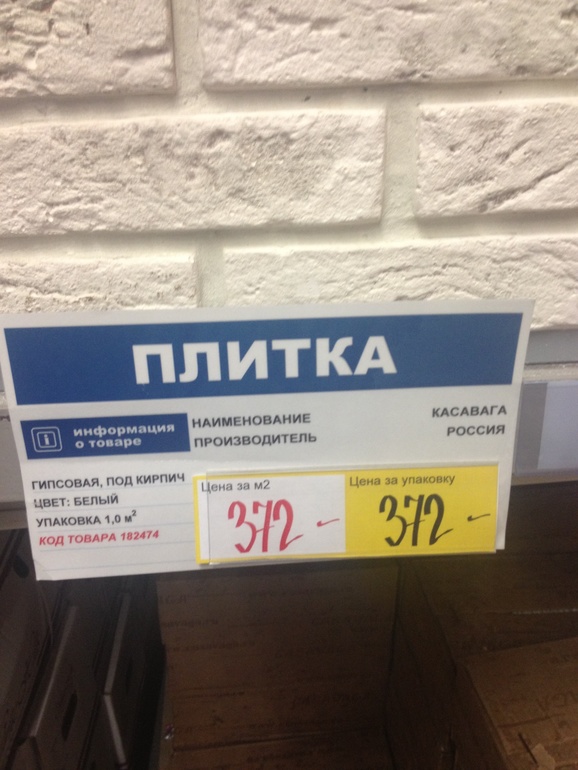 ПЛИТКА
i информация
о товаре
НАИМЕНОВАНИЕ КАСАВАГА
ПРОИЗВОДИТЕЛЬ РОССИЯ
ГИПСОВАЯ, ПОД КИРПИЧ
ЦВЕТ: БЕЛЫЙ
УПАКОВКА 1,0 м²
КОД ТОВАРА 182474
Цена за м2
372 -
Цена за упаковку
372 -